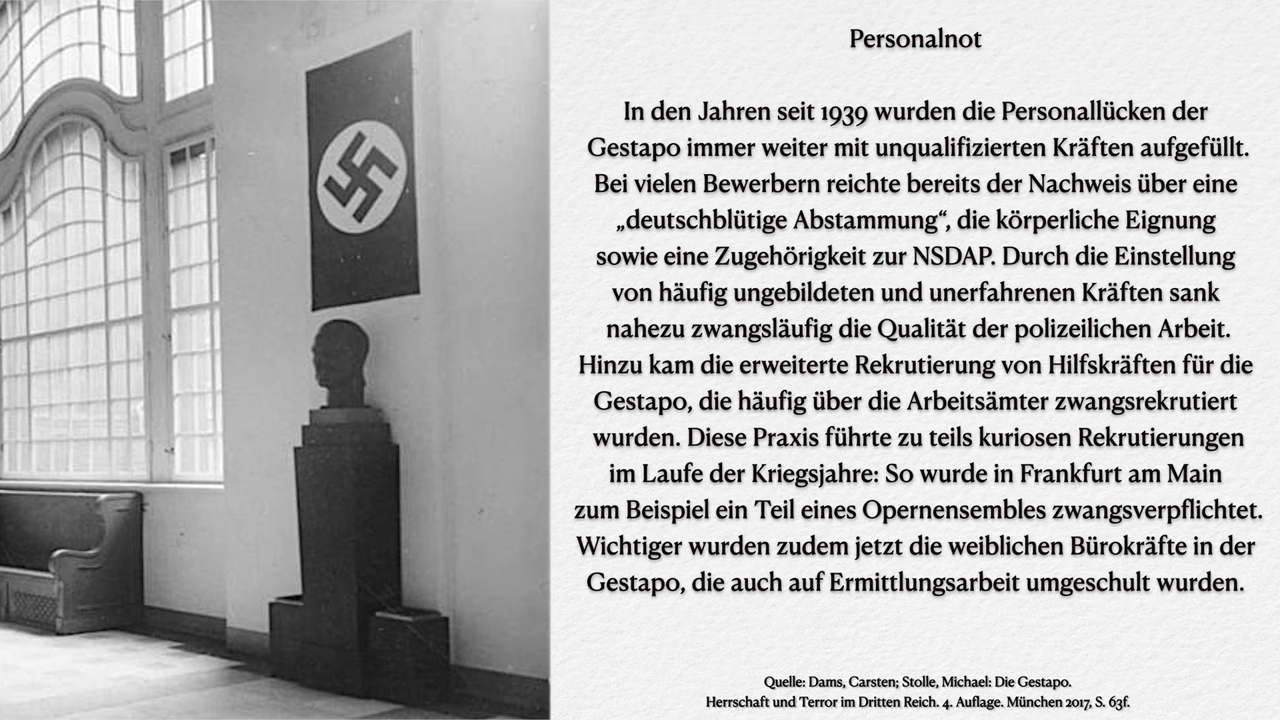 Personalnot
In den Jahren seit 1939 wurden die Personallücken der
Gestapo immer weiter mit unqualifizierten Kräften aufgefüllt.
Bei vielen Bewerbern reichte bereits der Nachweis über eine
„deutschblütige Abstammung“, die körperliche Eignung
sowie eine Zugehörigkeit zur NSDAP. Durch die Einstellung
von häufig ungebildeten und unerfahrenen Kräften sank
nahezu zwangsläufig die Qualität der polizeilichen Arbeit.
Hinzu kam die erweiterte Rekrutierung von Hilfskräften für die
Gestapo, die häufig über die Arbeitsämter zwangsrekrutiert
wurden. Diese Praxis führte zu teils kuriosen Rekrutierungen
im Laufe der Kriegsjahre: So wurde in Frankfurt am Main
zum Beispiel ein Teil eines Opernensembles zwangsverpflichtet.
Wichtiger wurden zudem jetzt die weiblichen Bürokräfte in der
Gestapo, die auch auf Ermittlungsarbeit umgeschult wurden.
Quelle: Dams, Carsten; Stolle, Michael: Die Gestapo.
Herrschaft und Terror im Dritten Reich. 4. Auflage. München 2017, S. 63f.